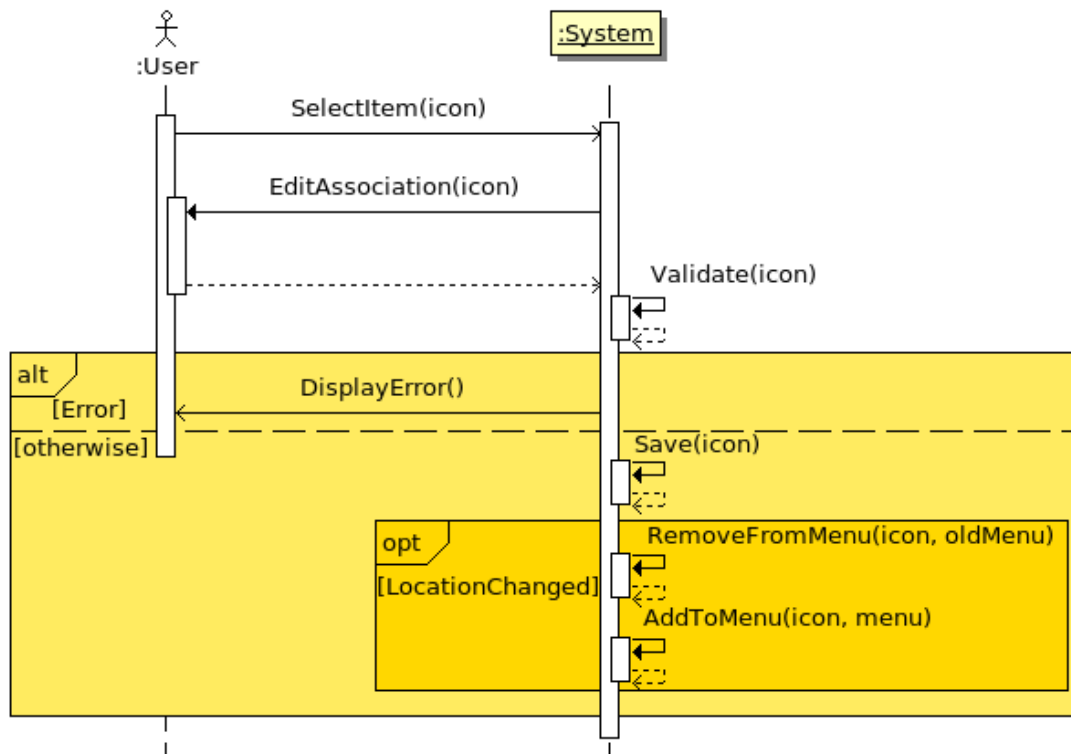 :User
:System
SelectItem(icon)
EditAssociation(icon)
Validate(icon)
alt
DisplayError()
[Error]
[otherwise]
Save(icon)
opt
RemoveFromMenu(icon, oldMenu)
[LocationChanged]
AddToMenu(icon, menu)